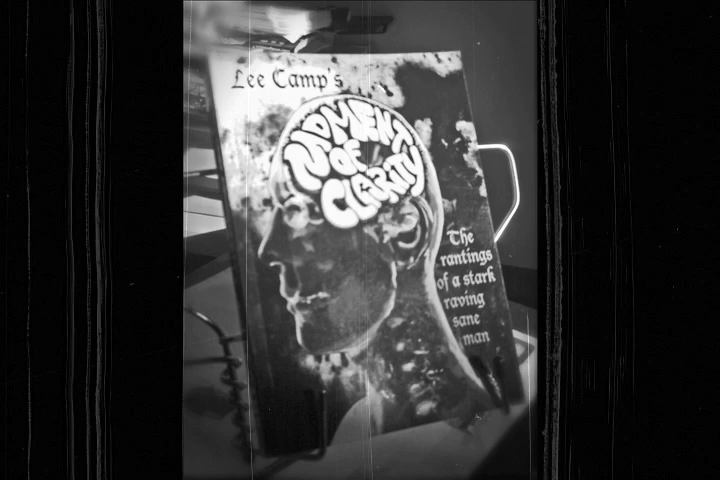 Lee Camp's
MOMENT
OF
CLARITY
The
rantings
of a stark
raving
sane
man